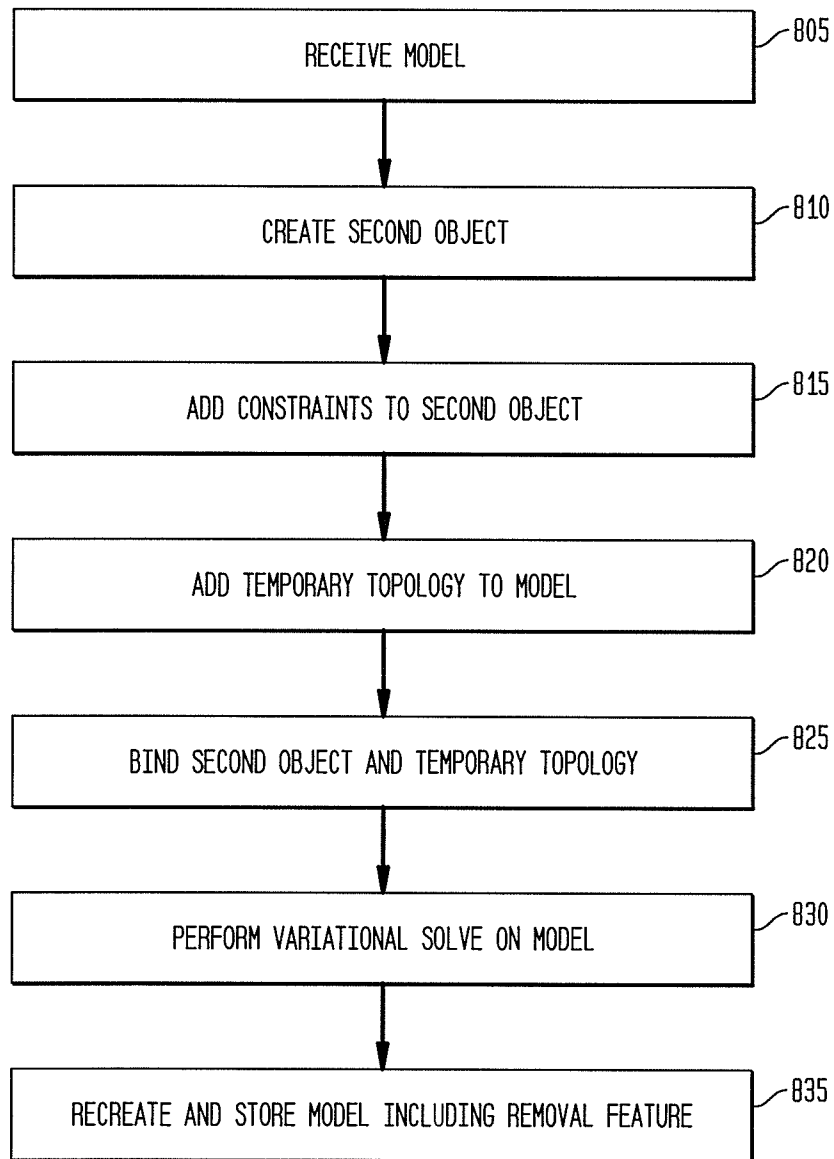 RECEIVE MODEL
805
CREATE SECOND OBJECT
810
ADD CONSTRAINTS TO SECOND OBJECT
815
ADD TEMPORARY TOPOLOGY TO MODEL
820
BIND SECOND OBJECT AND TEMPORARY TOPOLOGY
825
PERFORM VARIATIONAL SOLVE ON MODEL
830
RECREATE AND STORE MODEL INCLUDING REMOVAL FEATURE
835